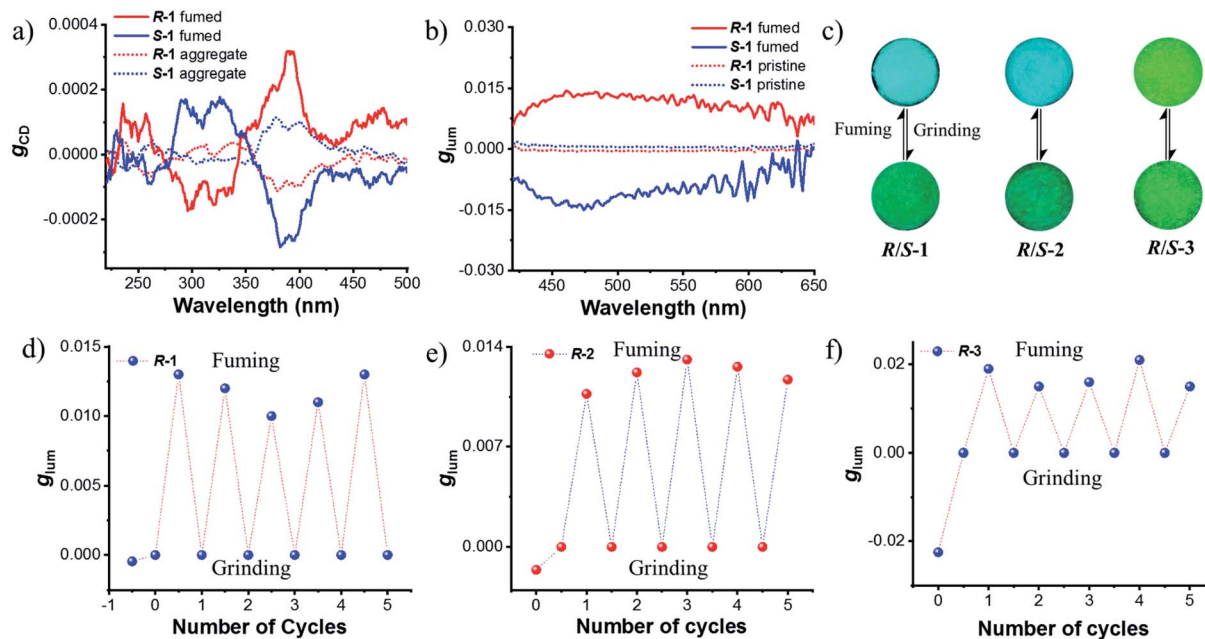 a)
R-1 fumed
S-1 fumed
R-1 aggregate
S-1 aggregate
gCD
0.0004
0.0002
0.0000
-0.0002
250 300 350 400 450 500
Wavelength (nm)
b)
R-1 fumed
S-1 fumed
R-1 pristine
S-1 pristine
glum
0.030
0.015
0.000
-0.015
-0.030
450 500 550 600 650
Wavelength (nm)
c)
Fuming Grinding
R/S-1 R/S-2 R/S-3
d)
R-1
Fuming
glum
0.015
0.010
0.005
0.000
Grinding
-1 0 1 2 3 4 5
Number of Cycles
e)
R-2
Fuming
glum
0.014
0.007
0.000
Grinding
0 1 2 3 4 5
Number of cycles
f)
R-3
Fuming
glum
0.02
0.00
-0.02
Grinding
0 1 2 3 4 5
Number of cycles